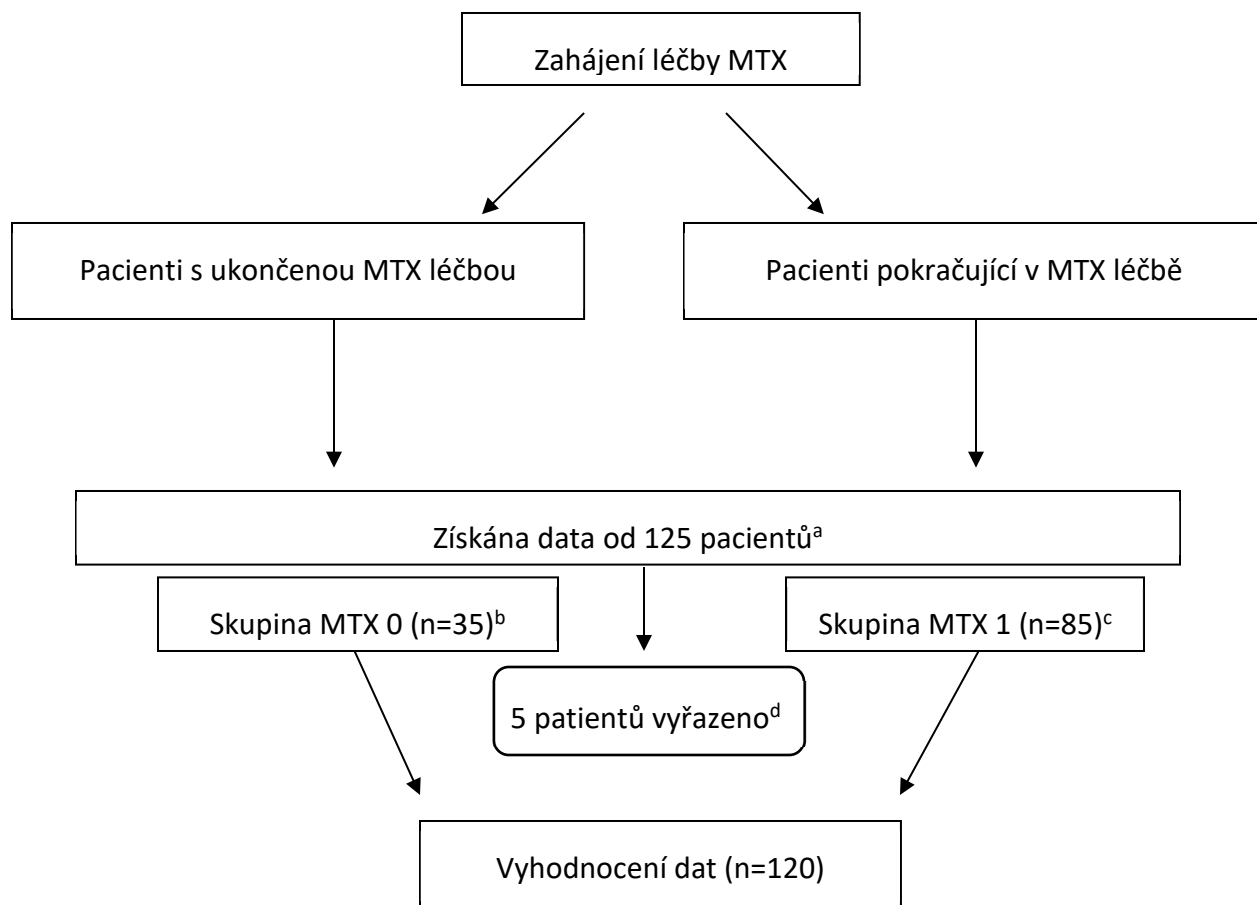 Zahájení léčby MTX
Pacienti s ukončenou MTX léčbou
Pacienti pokračující v MTX léčbě
Získána data od 125 pacientůᵃ
Skupina MTX 0 (n=35)ᵇ
Skupina MTX 1 (n=85)ᶜ
5 patientů vyřazenoᵈ
Vyhodnocení dat (n=120)